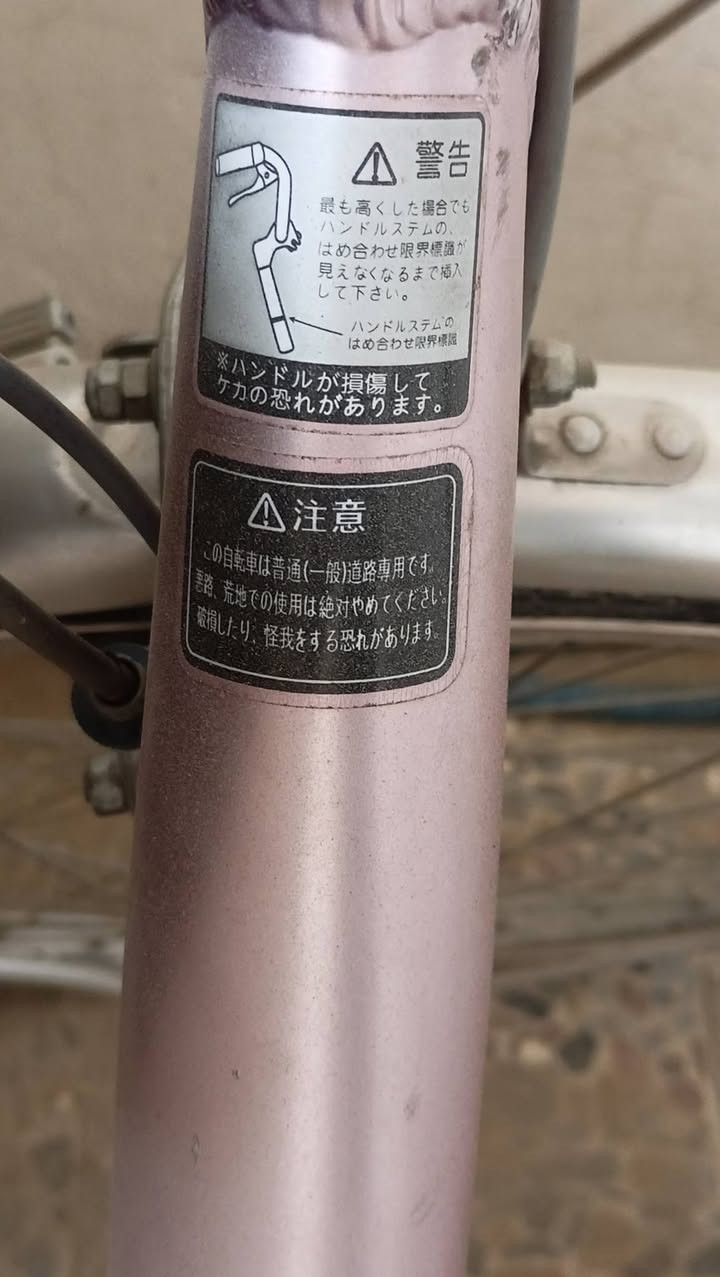 警告
最も高くした場合でも
ハンドルステムの、
はめ合わせ限界標識が
見えなくなるまで挿入
して下さい。
ハンドルステムの
はめ合わせ限界標識
※ハンドルが損傷して
ケガの恐れがあります。
注意
この自転車は普通(一般)道路専用です。
悪路、荒地での使用は絶対やめてください。
破損したり、怪我をする恐れがあります。